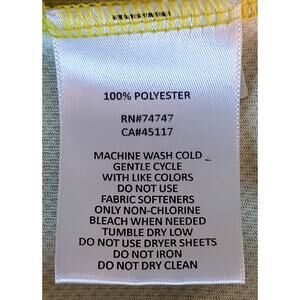 100% POLYESTER
RN#74747
CA#45117
MACHINE WASH COLD
GENTLE CYCLE
WITH LIKE COLORS
DO NOT USE
FABRIC SOFTENERS
ONLY NON-CHLORINE
BLEACH WHEN NEEDED
TUMBLE DRY LOW
DO NOT USE DRYER SHEETS
DO NOT IRON
DO NOT DRY CLEAN